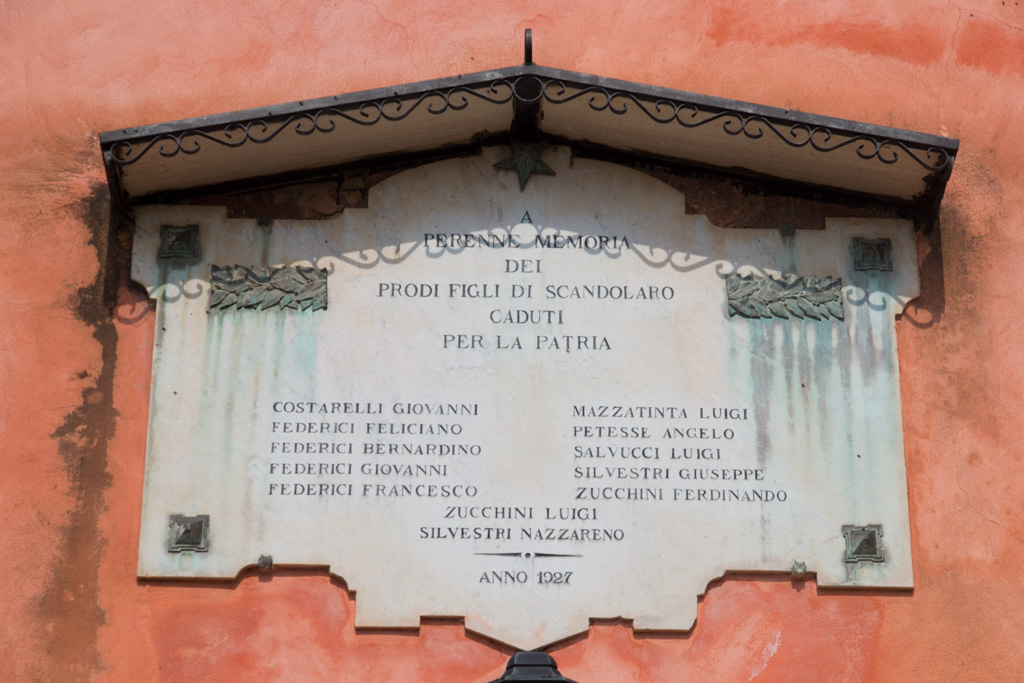 A
PERENNE MEMORIA
DEI
PRODI FIGLI DI SCANDOLARO
CADUTI
PER LA PATRIA
COSTARELLI GIOVANNI
FEDERICI FELICIANO
FEDERICI BERNARDINO
FEDERICI GIOVANNI
FEDERICI FRANCESCO
MAZZATINTA LUIGI
PETESSE ANGELO
SALVUCCI LUIGI
SILVESTRI GIUSEPPE
ZUCCHINI FERDINANDO
ZUCCHINI LUIGI
SILVESTRI NAZZARENO
ANNO 1927